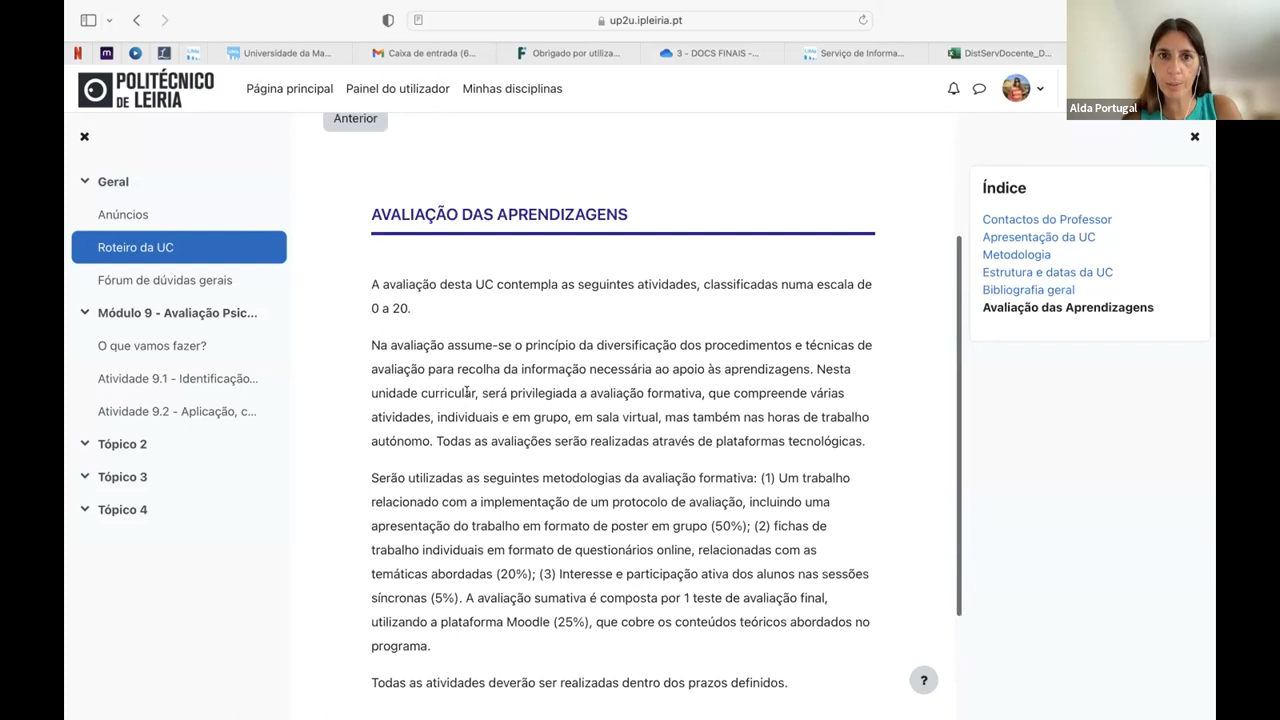 up2u.ipleiria.pt
Universidade da Ma...
Caixa de entrada (6...
Obrigado por utiliza...
3 - DOCS FINAIS –...
Serviço de Informa...
DistServDocente_D...
POLITÉCNICO
DE LEIRIA
Página principal
Painel do utilizador
Minhas disciplinas
Alda Portugal
Anterior
Geral
Anúncios
Roteiro da UC
Fórum de dúvidas gerais
Módulo 9 - Avaliação Psic...
O que vamos fazer?
Atividade 9.1 - Identificação...
Atividade 9.2 - Aplicação, c...
Tópico 2
Tópico 3
Tópico 4
AVALIAÇÃO DAS APRENDIZAGENS
A avaliação desta UC contempla as seguintes atividades, classificadas numa escala de
0 a 20.
Na avaliação assume-se o princípio da diversificação dos procedimentos e técnicas de
avaliação para recolha da informação necessária ao apoio às aprendizagens. Nesta
unidade curricular, será privilegiada a avaliação formativa, que compreende várias
atividades, individuais e em grupo, em sala virtual, mas também nas horas de trabalho
autónomo. Todas as avaliações serão realizadas através de plataformas tecnológicas.
Serão utilizadas as seguintes metodologias da avaliação formativa: (1) Um trabalho
relacionado com a implementação de um protocolo de avaliação, incluindo uma
apresentação do trabalho em formato de poster em grupo (50%); (2) fichas de
trabalho individuais em formato de questionários online, relacionadas com as
temáticas abordadas (20%); (3) Interesse e participação ativa dos alunos nas sessões
síncronas (5%). A avaliação sumativa é composta por 1 teste de avaliação final,
utilizando a plataforma Moodle (25%), que cobre os conteúdos teóricos abordados no
programa.
Todas as atividades deverão ser realizadas dentro dos prazos definidos.
?
Índice
Contactos do Professor
Apresentação da UC
Metodologia
Estrutura e datas da UC
Bibliografia geral
Avaliação das Aprendizagens